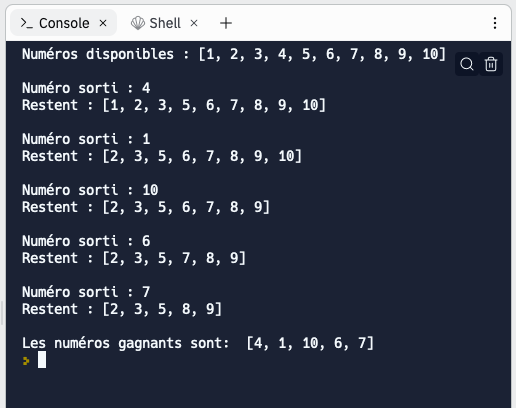 >_ Console × Shell × +
Numéros disponibles : [1, 2, 3, 4, 5, 6, 7, 8, 9, 10]
Numéro sorti : 4
Restent : [1, 2, 3, 5, 6, 7, 8, 9, 10]
Numéro sorti : 1
Restent : [2, 3, 5, 6, 7, 8, 9, 10]
Numéro sorti : 10
Restent : [2, 3, 5, 6, 7, 8, 9]
Numéro sorti : 6
Restent : [2, 3, 5, 7, 8, 9]
Numéro sorti : 7
Restent : [2, 3, 5, 8, 9]
Les numéros gagnants sont:  [4, 1, 10, 6, 7]
>